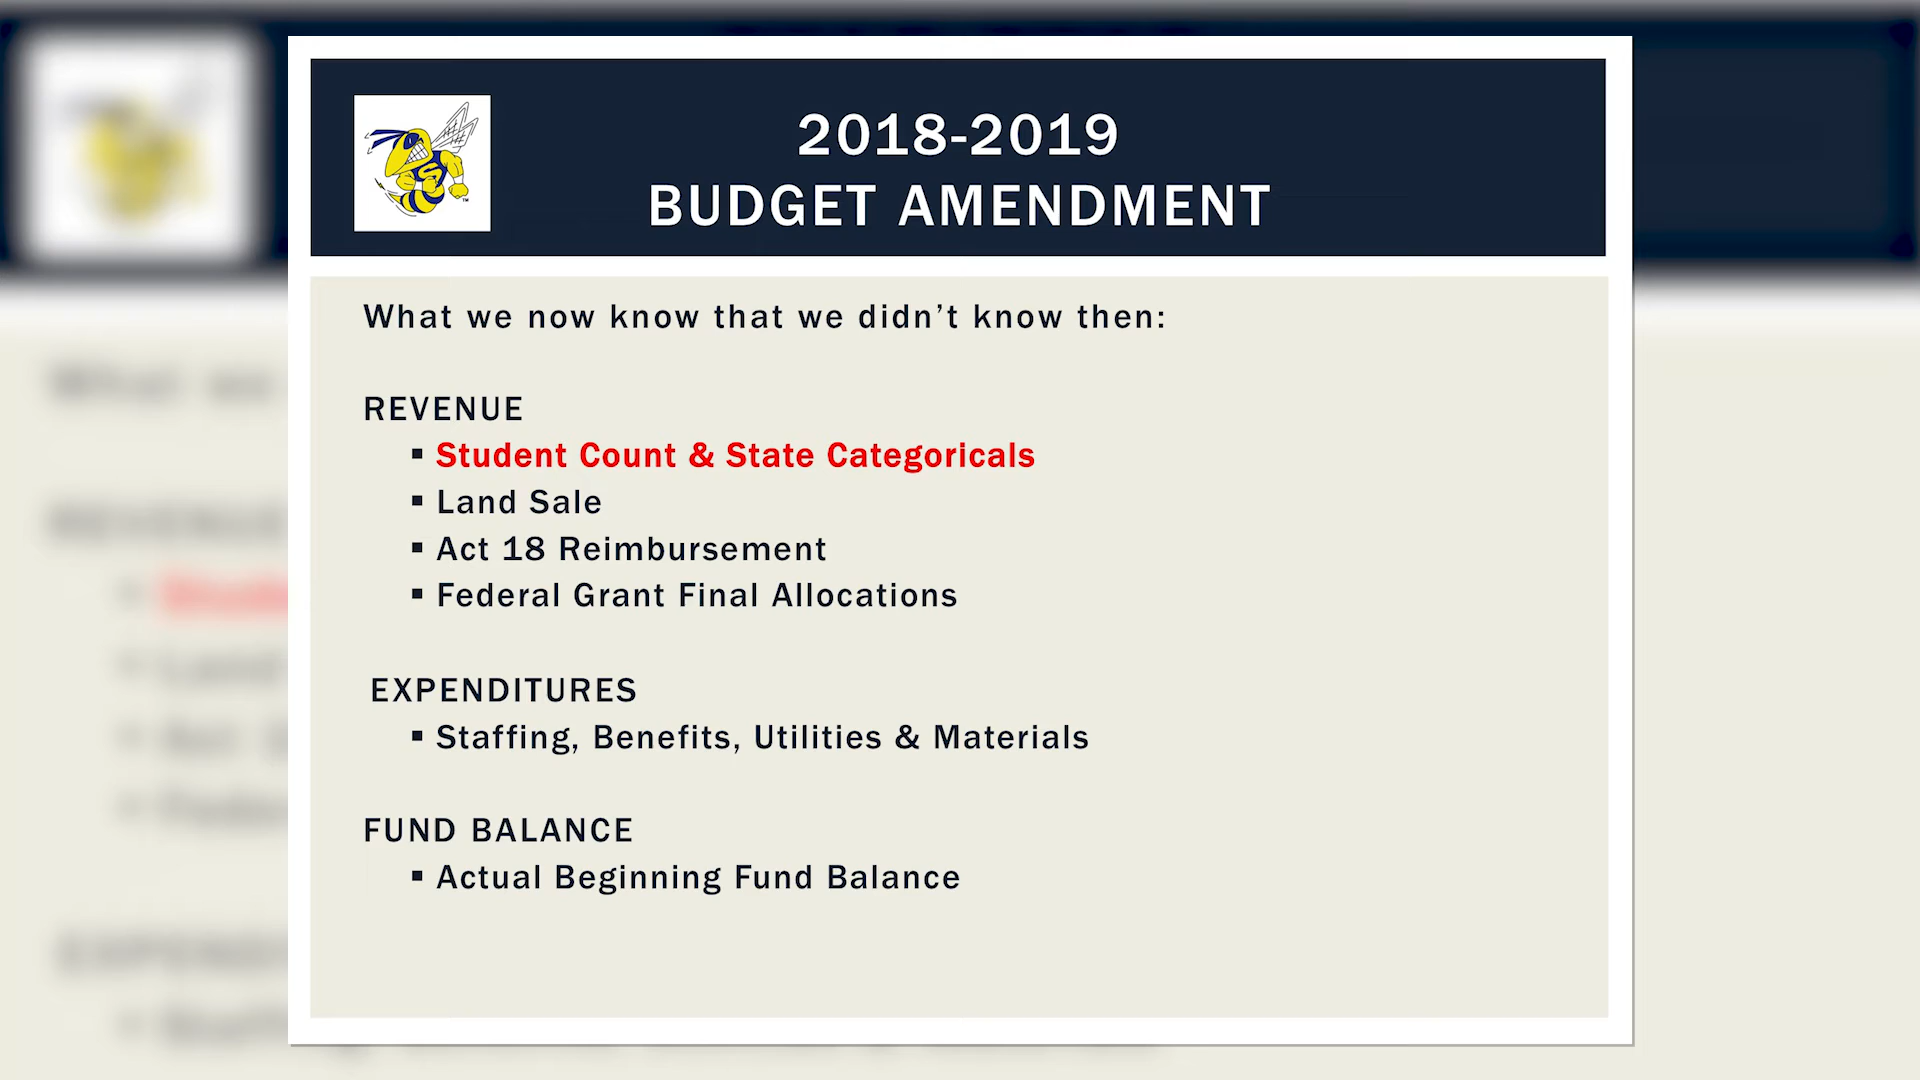 2018-2019
BUDGET AMENDMENT
What we now know that we didn’t know then:
REVENUE
▪ Student Count & State Categoricals
▪ Land Sale
▪ Act 18 Reimbursement
▪ Federal Grant Final Allocations
EXPENDITURES
▪ Staffing, Benefits, Utilities & Materials
FUND BALANCE
▪ Actual Beginning Fund Balance